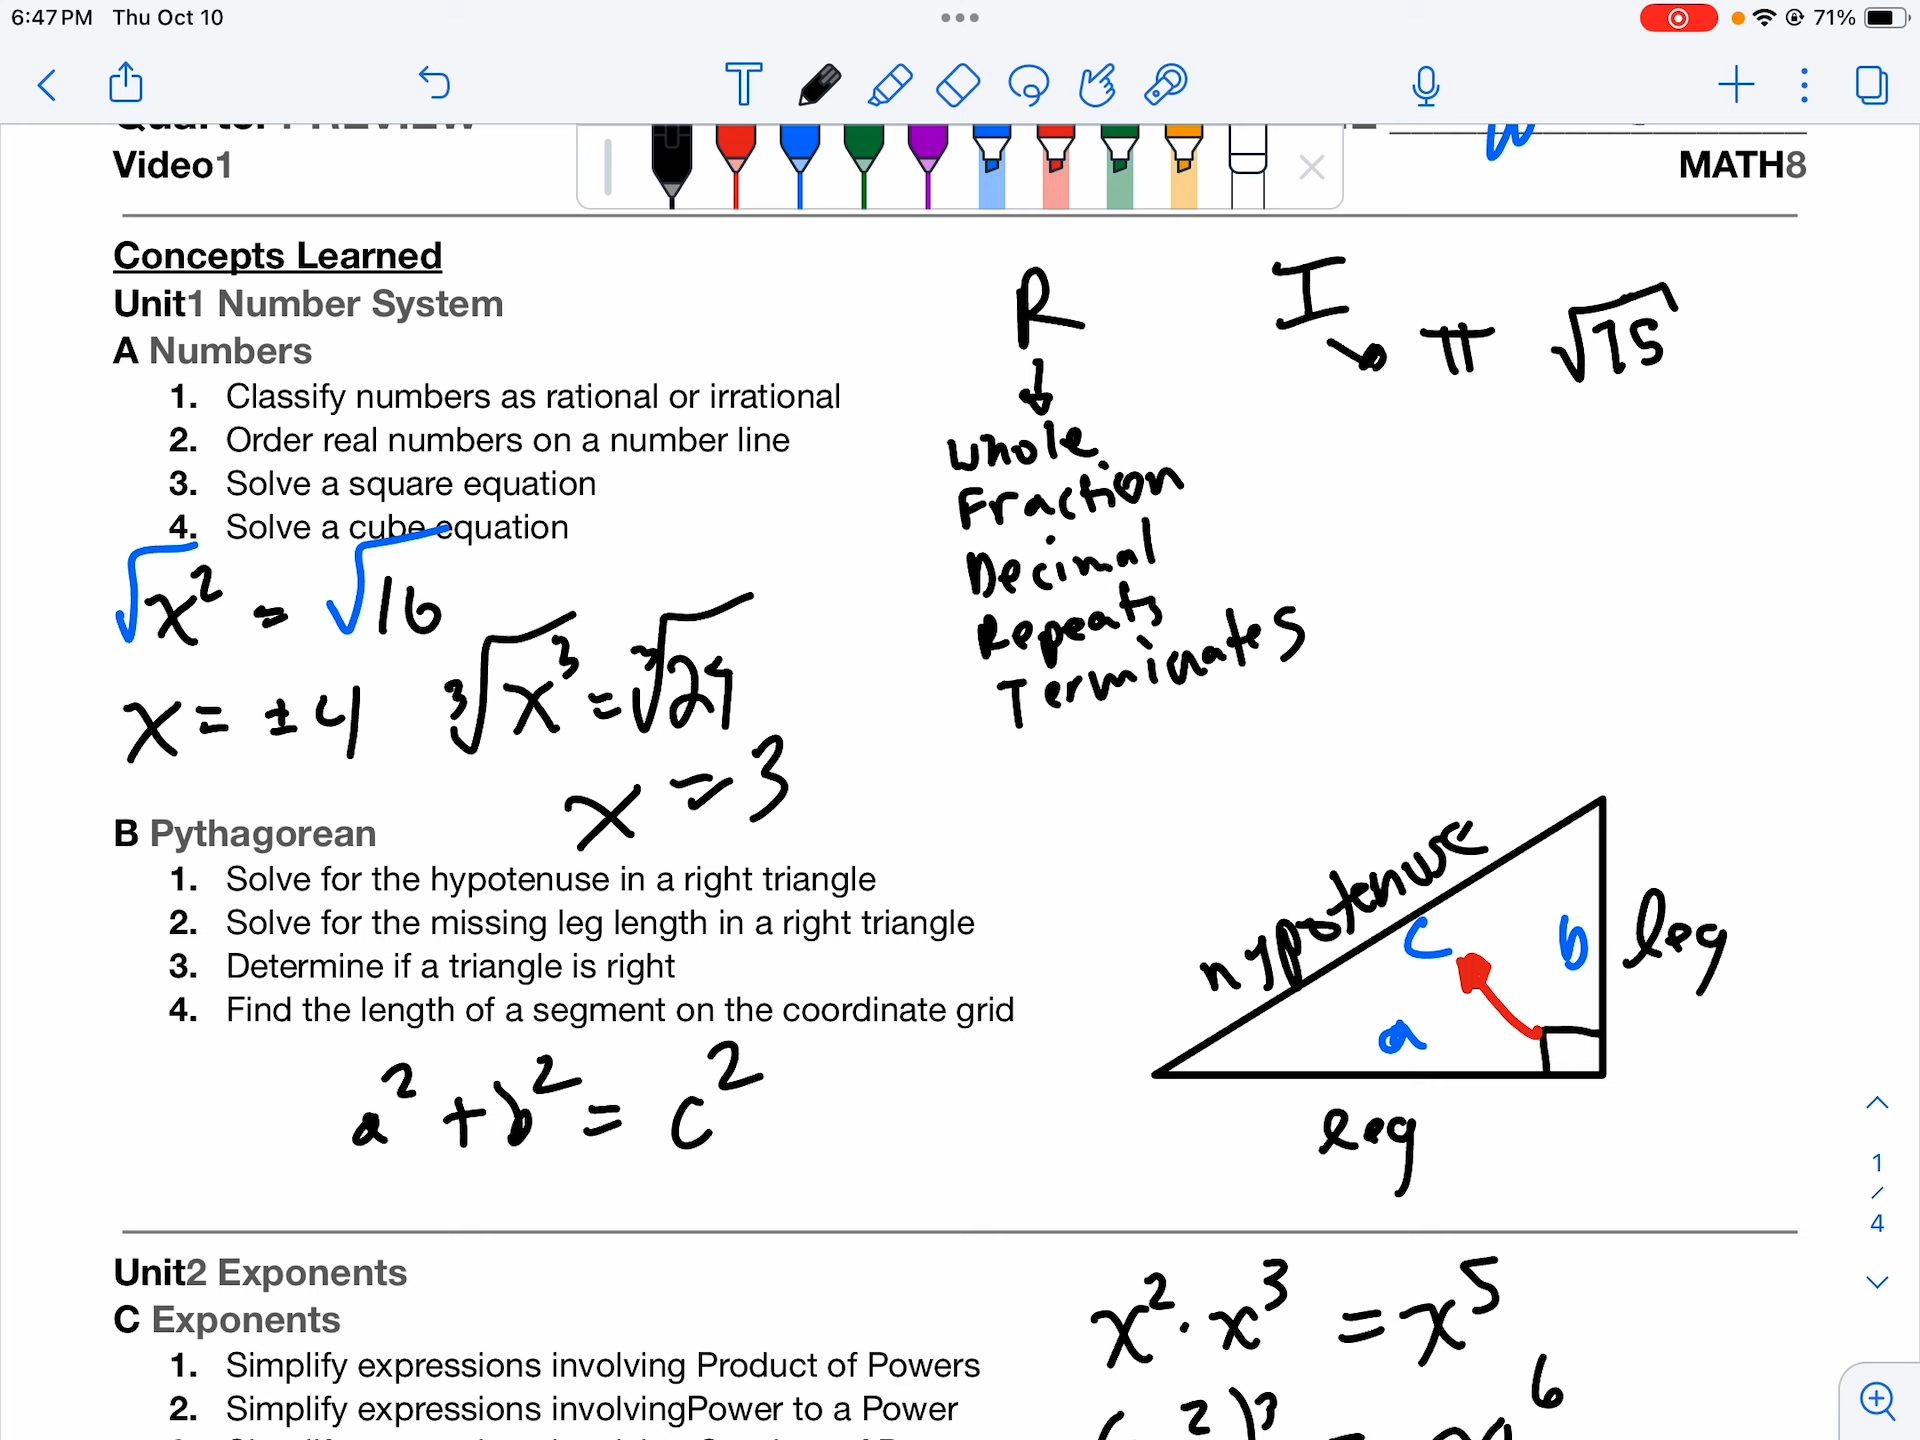 6:47 PM Thu Oct 10
71%
Quarter PREVIEW
Video1
MATH8
Concepts Learned
Unit1 Number System
A Numbers
1. Classify numbers as rational or irrational
2. Order real numbers on a number line
3. Solve a square equation
4. Solve a cube equation
√x² = √16
x = ±4
∛x³ = ∛27
x = 3
R
I
π √75
Whole
Fraction
Decimal
Repeats
Terminates
B Pythagorean
1. Solve for the hypotenuse in a right triangle
2. Solve for the missing leg length in a right triangle
3. Determine if a triangle is right
4. Find the length of a segment on the coordinate grid
a² + b² = c²
hypotenuse
c
b
leg
a
leg
1
/
4
Unit2 Exponents
C Exponents
1. Simplify expressions involving Product of Powers
2. Simplify expressions involvingPower to a Power
x² · x³ = x⁵